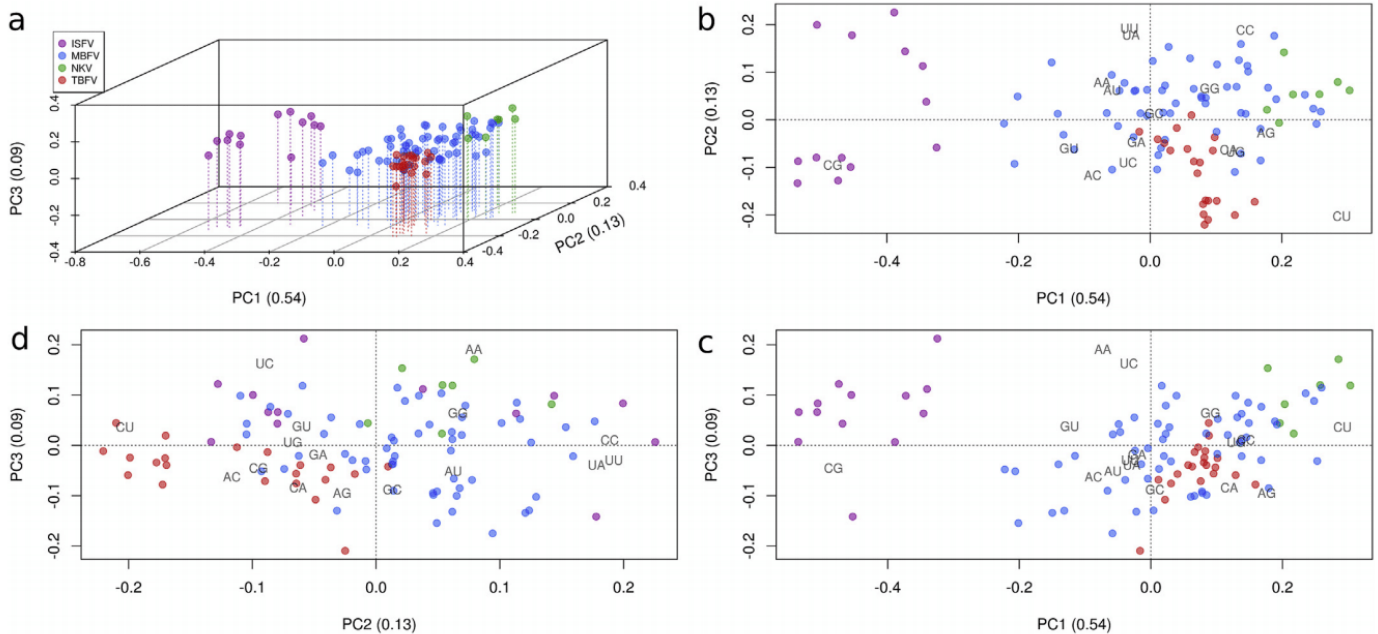 a
ISFV
MBFV
NKV
TBFV
PC3 (0.09)
0.4
0.2
0.0
-0.2
-0.4
-0.8
-0.6
-0.4
-0.2
0.0
0.2
0.4
-0.4
-0.2
0.0
0.2
0.4
PC2 (0.13)
PC1 (0.54)
b
PC2 (0.13)
0.2
0.1
0.0
-0.1
-0.2
UU
UA
CC
AA
AU
GG
GC
AG
GA
GU
CA
UG
UC
CG
AC
CU
-0.4
-0.2
0.0
0.2
PC1 (0.54)
d
PC3 (0.09)
0.2
0.1
0.0
-0.1
-0.2
AA
UC
GG
CU
GU
UG
CC
GA
UA
UU
CG
AC
AU
CA
AG
GC
-0.2
-0.1
0.0
0.1
0.2
PC2 (0.13)
c
PC3 (0.09)
0.2
0.1
0.0
-0.1
-0.2
AA
UC
GG
GU
CU
UG
CC
GA
UA
CG
AU
AC
CA
GC
AG
-0.4
-0.2
0.0
0.2
PC1 (0.54)